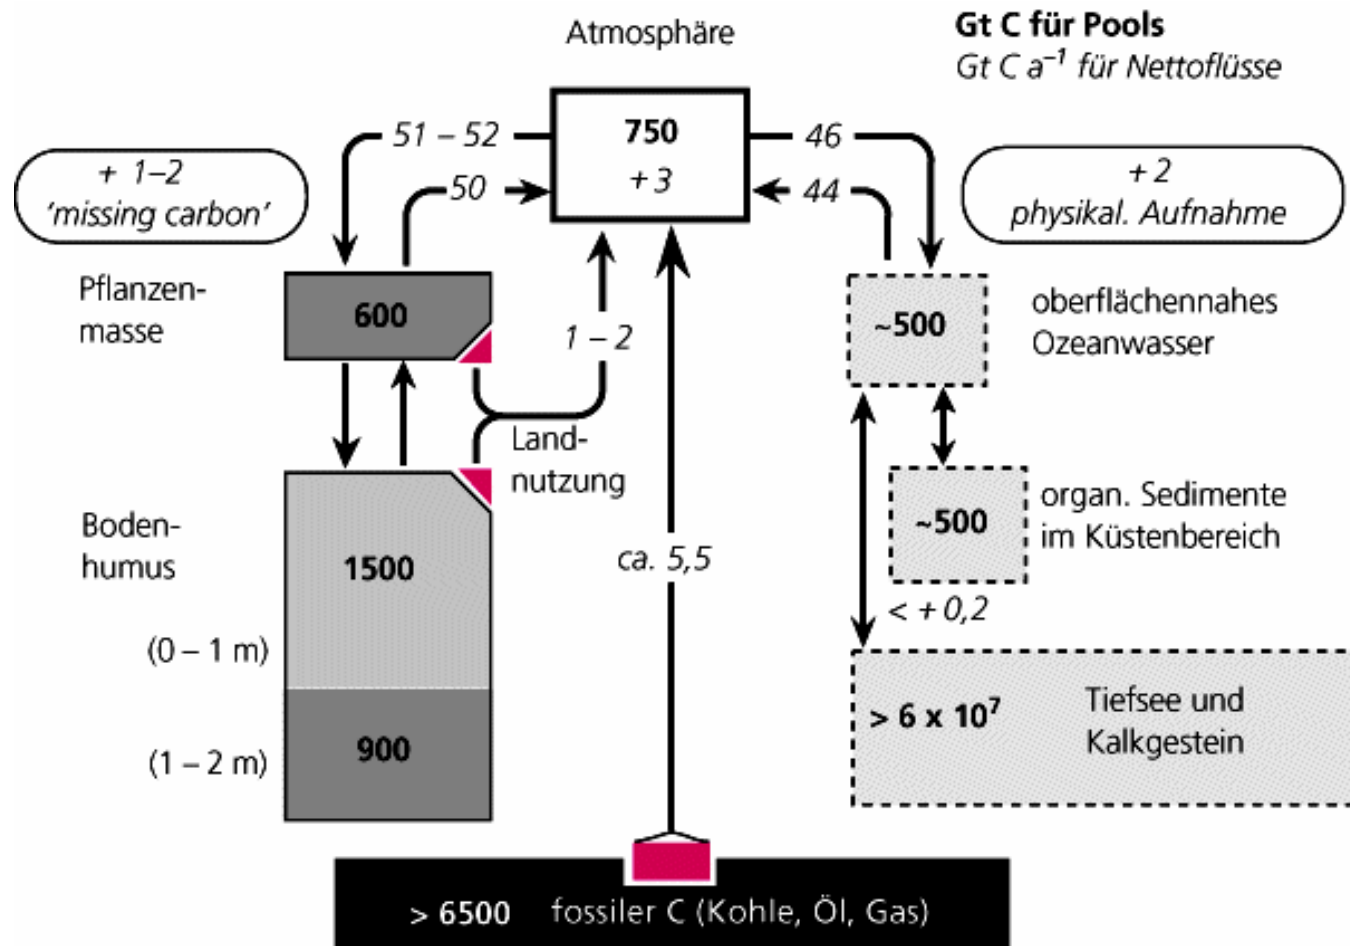 Atmosphäre
Gt C für Pools
Gt C a⁻¹ für Nettoflüsse
51 – 52
750
46
+ 1–2
'missing carbon'
50
+ 3
44
+ 2
physikal. Aufnahme
Pflanzen-
masse
600
1 – 2
~500
oberflächennahes
Ozeanwasser
Land-
nutzung
Boden-
humus
1500
ca. 5,5
~500
organ. Sedimente
im Küstenbereich
< + 0,2
(0 – 1 m)
> 6 x 10⁷
Tiefsee und
Kalkgestein
900
(1 – 2 m)
> 6500 fossiler C (Kohle, Öl, Gas)